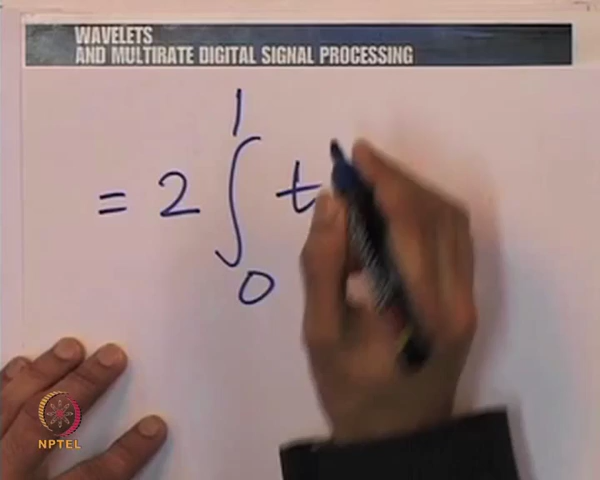 WAVELETS
AND MULTIRATE DIGITAL SIGNAL PROCESSING
1
= 2 ∫ t
0
NPTEL